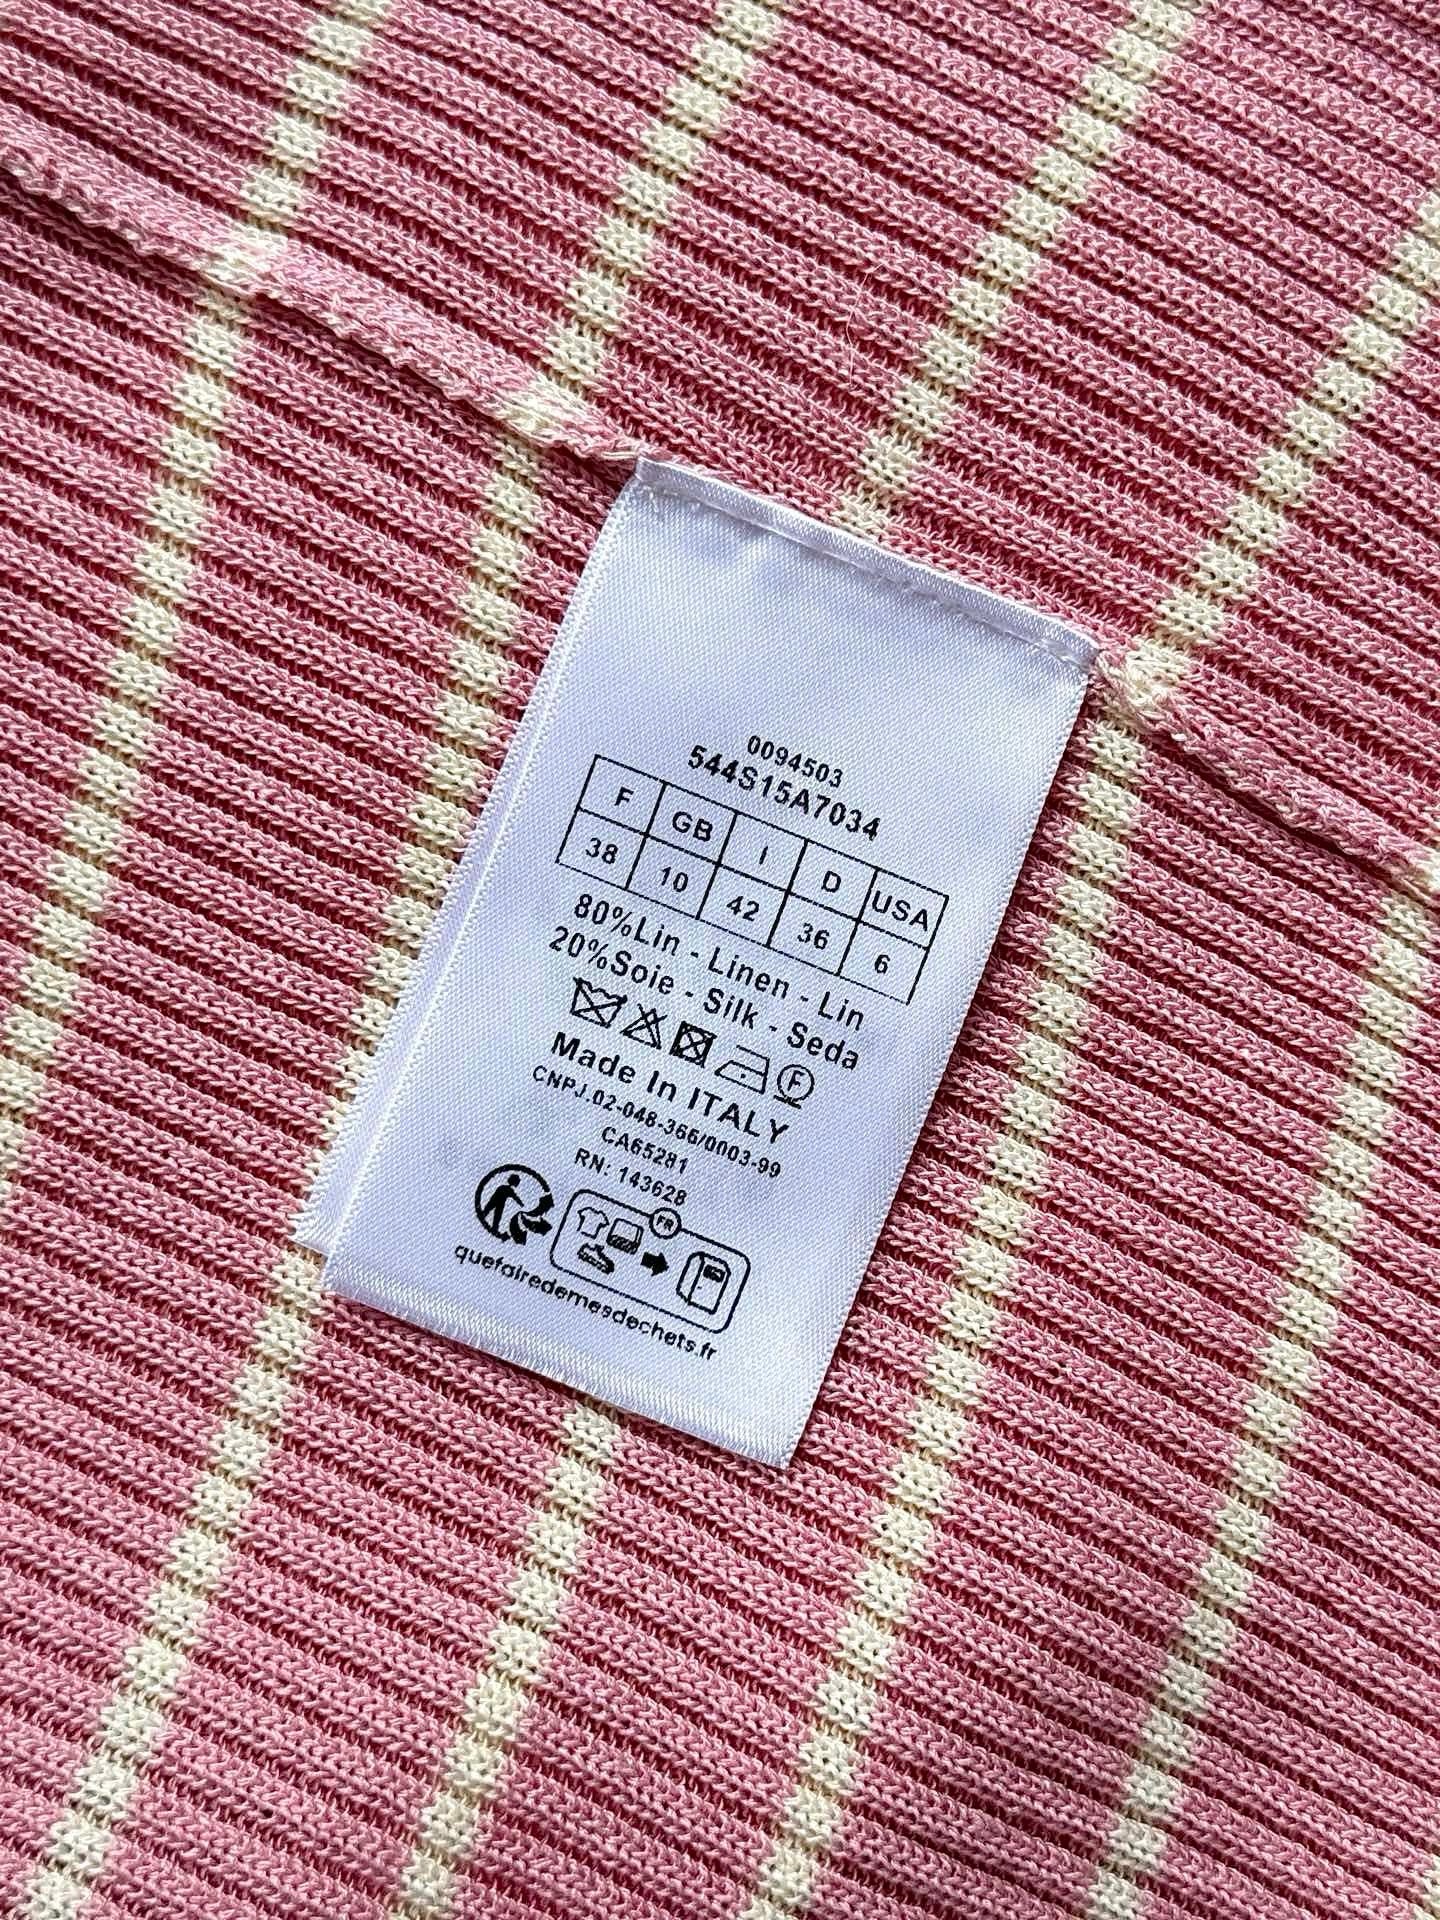 0094503
544S15A7034
F GB I D USA
38 10 42 36 6
80%Lin - Linen - Lin
20%Soie - Silk - Seda
F
Made In ITALY
CNPJ.02-048-366/0003-99
CA65281
RN: 143628
FR
quefairedemesdechets.fr